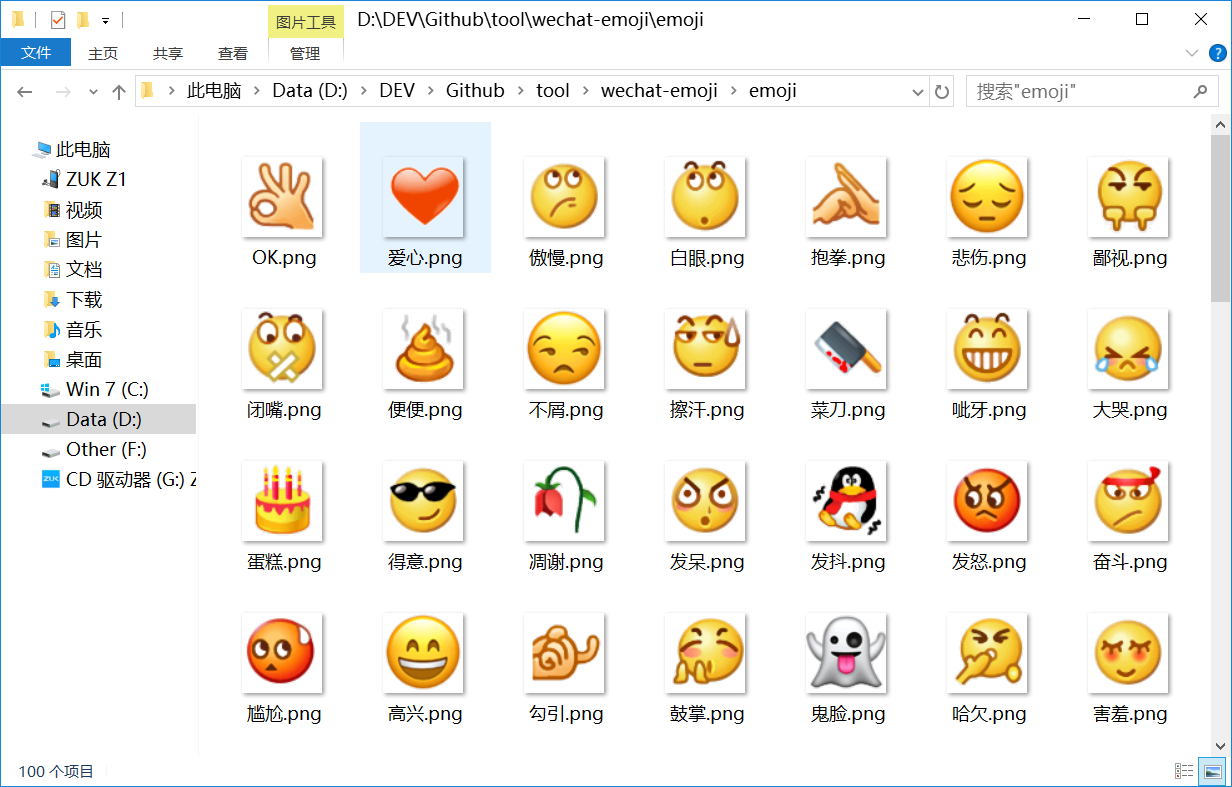 图片工具
D:\DEV\Github\tool\wechat-emoji\emoji
文件 主页 共享 查看 管理
此电脑 Data (D:) DEV Github tool wechat-emoji emoji
搜索"emoji"
此电脑
ZUK Z1
视频
图片
文档
下载
音乐
桌面
Win 7 (C:)
Data (D:)
Other (F:)
ZUK CD 驱动器 (G:) Z
OK.png 爱心.png 傲慢.png 白眼.png 抱拳.png 悲伤.png 鄙视.png
闭嘴.png 便便.png 不屑.png 擦汗.png 菜刀.png 呲牙.png 大哭.png
蛋糕.png 得意.png 凋谢.png 发呆.png 发抖.png 发怒.png 奋斗.png
尴尬.png 高兴.png 勾引.png 鼓掌.png 鬼脸.png 哈欠.png 害羞.png
100 个项目